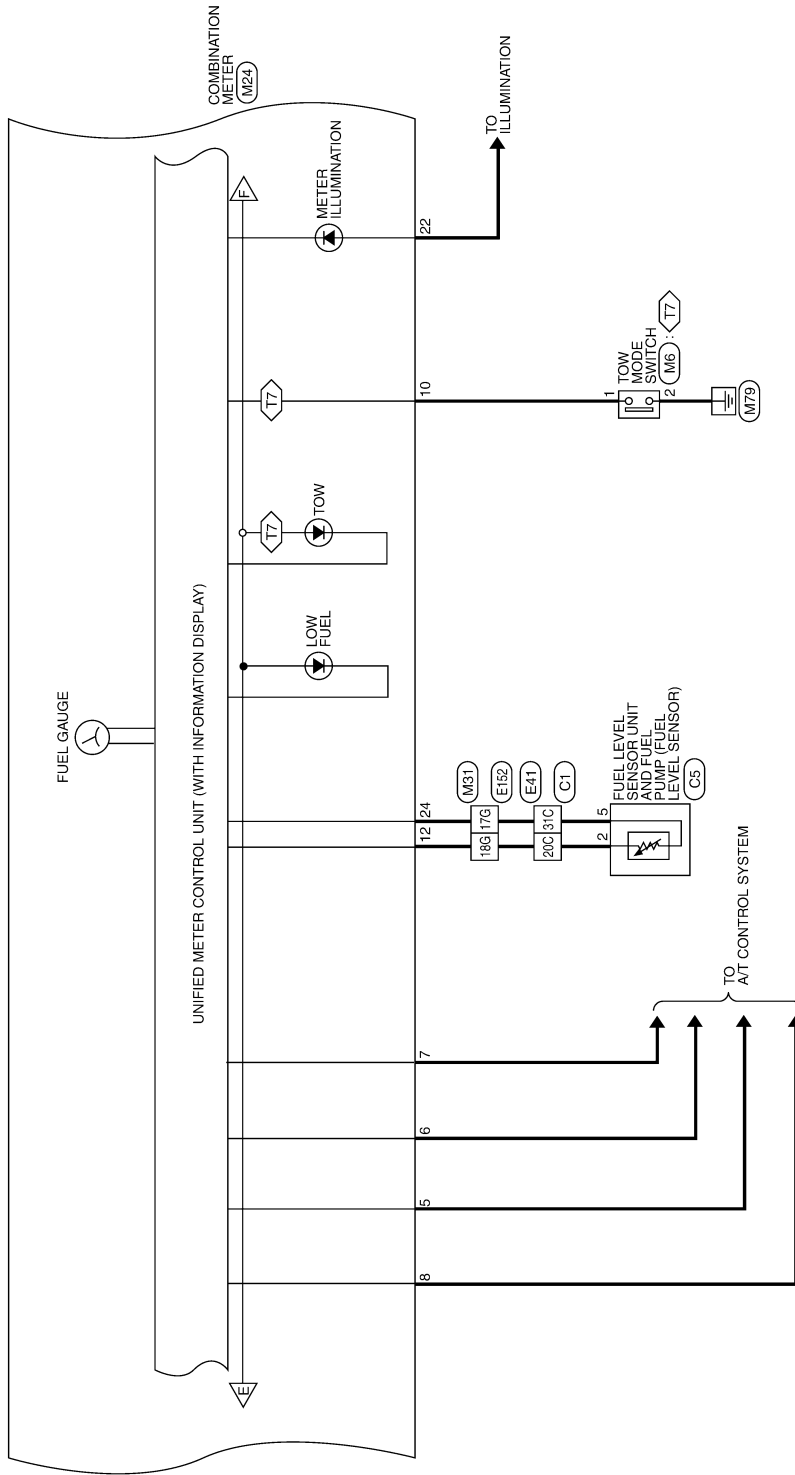 COMBINATION
METER
M24
FUEL GAUGE
UNIFIED METER CONTROL UNIT (WITH INFORMATION DISPLAY)
E
F
LOW
FUEL
T7
TOW
T7
METER
ILLUMINATION
8
5
6
7
12
24
10
22
TO
ILLUMINATION
18G
17G
M31
E152
20C
31C
E41
C1
2
5
FUEL LEVEL
SENSOR UNIT
AND FUEL
PUMP (FUEL
LEVEL SENSOR)
C5
1
2
TOW
MODE
SWITCH
M6 : T7
M79
TO
A/T CONTROL SYSTEM